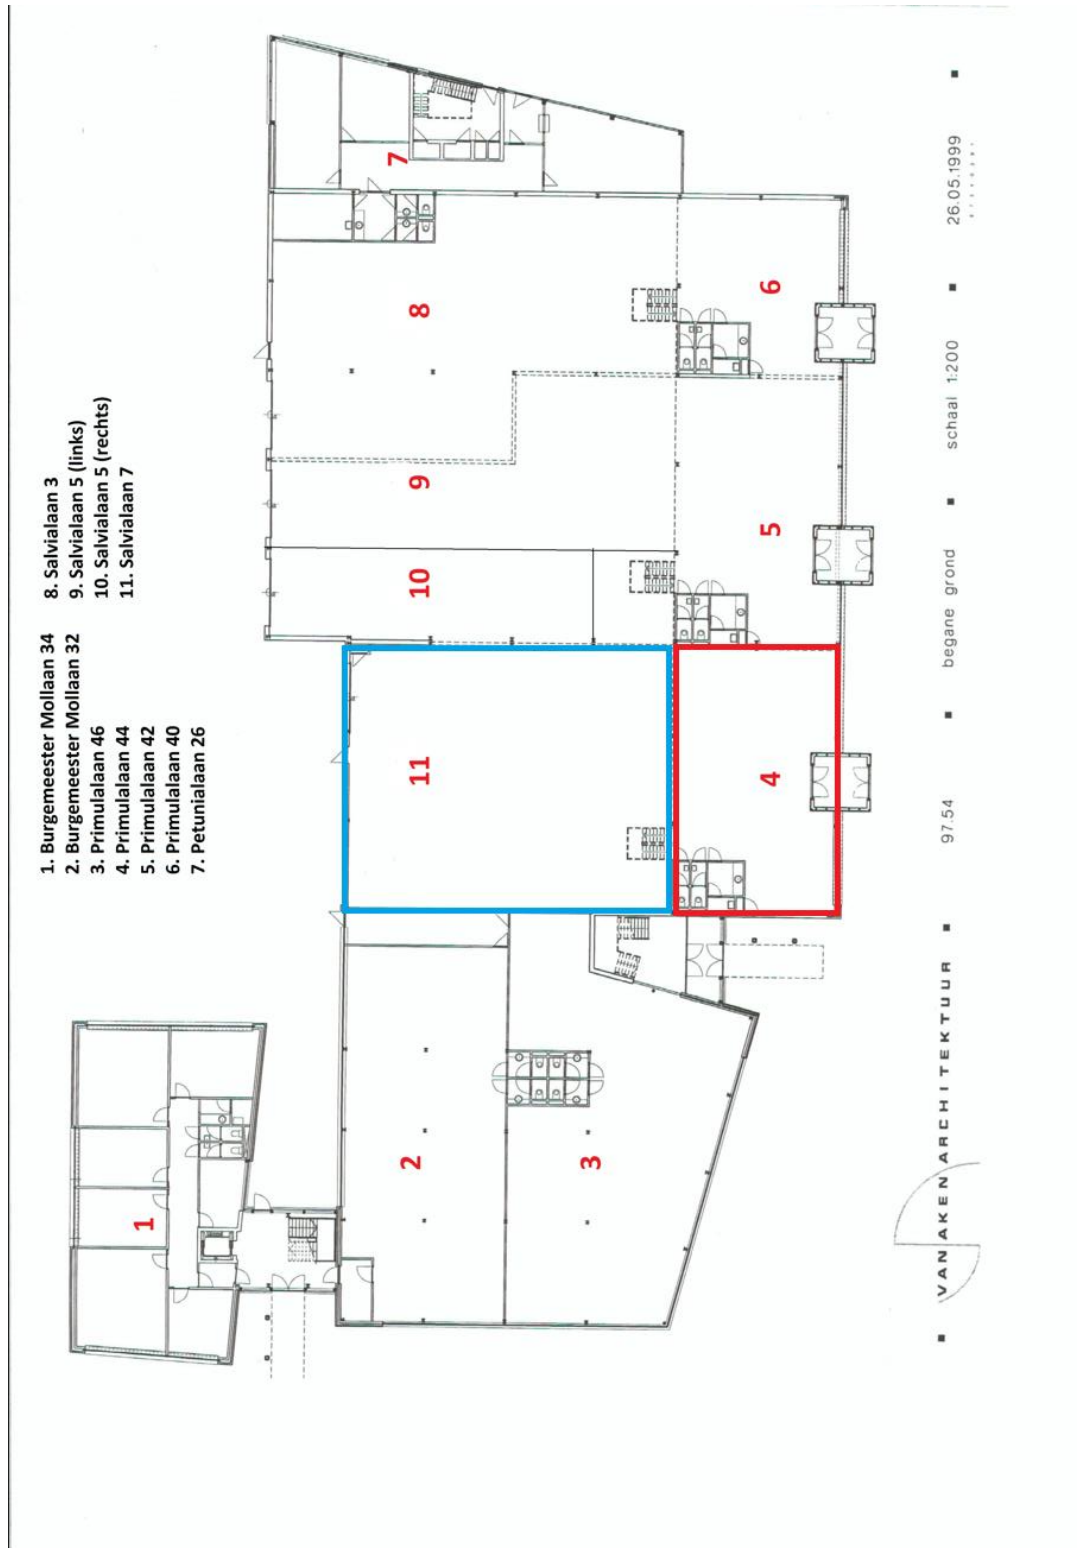 1. Burgemeester Mollaan 34
2. Burgemeester Mollaan 32
3. Primulalaan 46
4. Primulalaan 44
5. Primulalaan 42
6. Primulalaan 40
7. Petunialaan 26
8. Salvialaan 3
9. Salvialaan 5 (links)
10. Salvialaan 5 (rechts)
11. Salvialaan 7
1
2
3
4
5
6
7
8
9
10
11
VAN AKEN ARCHITEKTUUR 97.54 begane grond schaal 1:200 26.05.1999